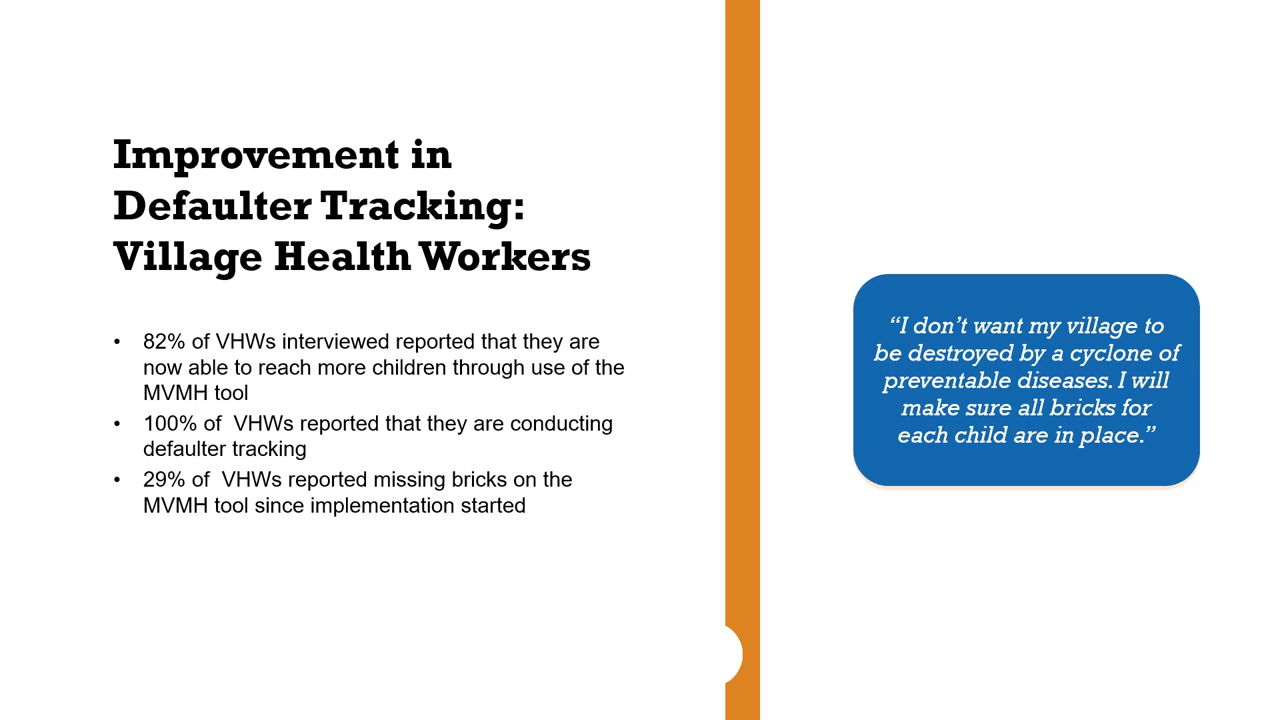 Improvement in
Defaulter Tracking:
Village Health Workers
• 82% of VHWs interviewed reported that they are
now able to reach more children through use of the
MVMH tool
• 100% of  VHWs reported that they are conducting
defaulter tracking
• 29% of  VHWs reported missing bricks on the
MVMH tool since implementation started
“I don’t want my village to
be destroyed by a cyclone of
preventable diseases. I will
make sure all bricks for
each child are in place.”